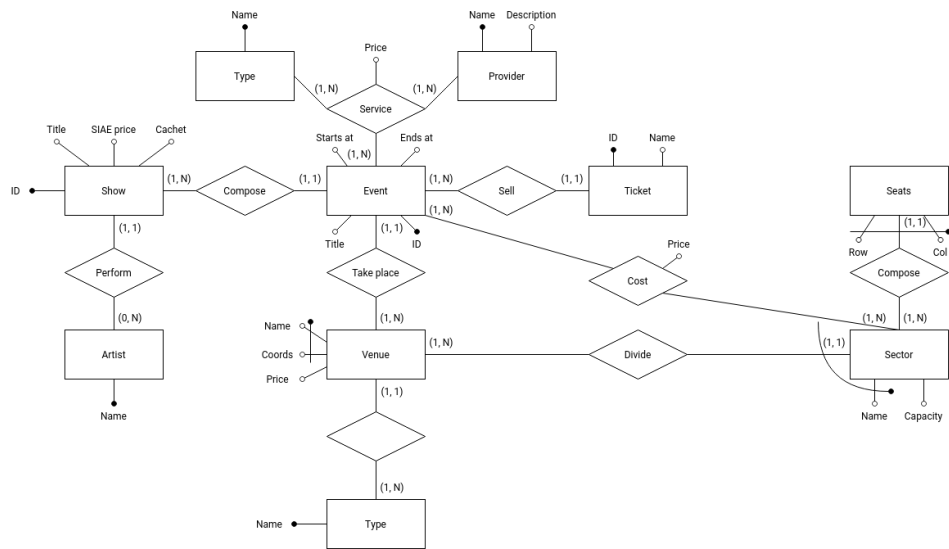 Name
Name
Description
Price
Type
Provider
(1, N)
(1, N)
Service
Title
SIAE price
Cachet
Starts at
Ends at
ID
Name
(1, N)
ID
Show
(1, N)
Compose
(1, 1)
Event
(1, N)
Sell
(1, 1)
Ticket
Seats
(1, N)
(1, 1)
(1, 1)
Title
ID
(1, 1)
Row
Col
Price
Perform
Take place
Cost
Compose
(0, N)
(1, N)
(1, N)
(1, N)
Name
Artist
Coords
Venue
(1, N)
Divide
(1, 1)
Sector
Price
(1, 1)
Name
Name
Capacity
(1, N)
Name
Type